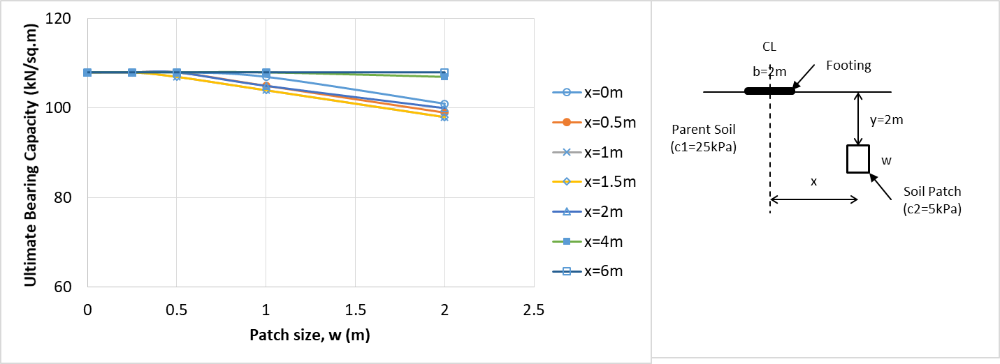 120
100
80
60
Ultimate Bearing Capacity (kN/sq.m)
0
0.5
1
1.5
2
2.5
Patch size, w (m)
x=0m
x=0.5m
x=1m
x=1.5m
x=2m
x=4m
x=6m
CL
b=2m
Footing
Parent Soil
(c1=25kPa)
y=2m
w
x
Soil Patch
(c2=5kPa)